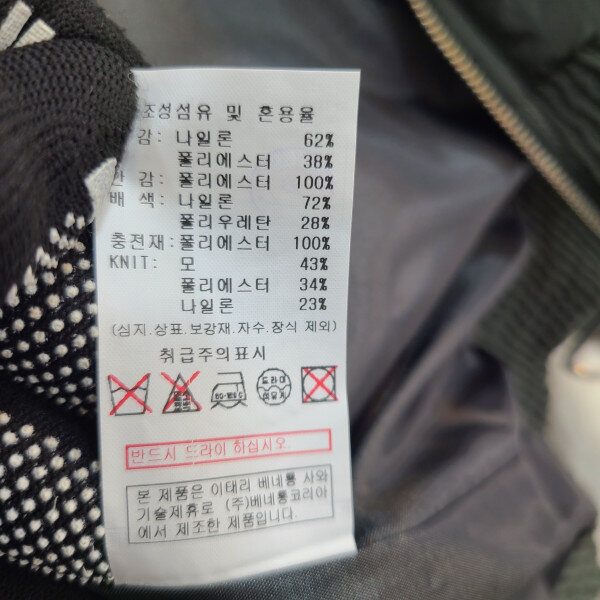 조성섬유 및 혼용율
감: 나일론 62%
폴리에스터 38%
안 감: 폴리에스터 100%
배 색: 나일론 72%
폴리우레탄 28%
충전재: 폴리에스터 100%
KNIT: 모 43%
폴리에스터 34%
나일론 23%
(심지.상표.보강재.자수.장식 제외)
취급주의표시
드라이
반드시 드라이 하십시오.
본 제품은 이태리 베네통 사와
기술제휴로 (주)베네통코리아
에서 제조한 제품입니다.